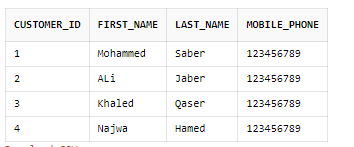 CUSTOMER_ID FIRST_NAME LAST_NAME MOBILE_PHONE
1 Mohammed Saber 123456789
2 ALi Jaber 123456789
3 Khaled Qaser 123456789
4 Najwa Hamed 123456789